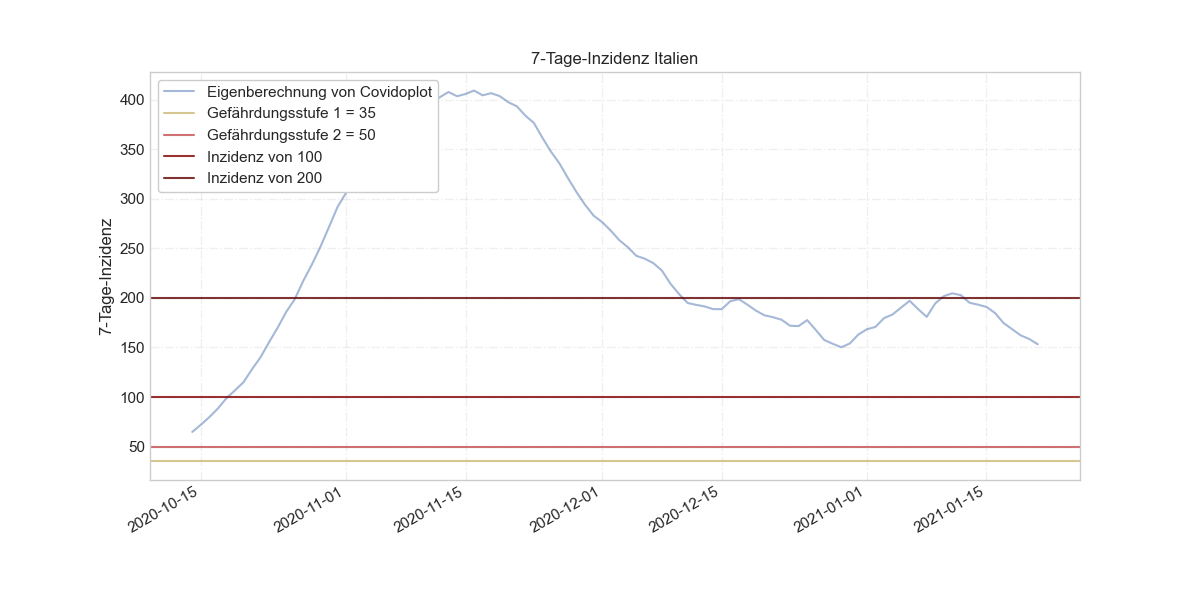 7-Tage-Inzidenz Italien
Eigenberechnung von Covidoplot
Gefährdungsstufe 1 = 35
Gefährdungsstufe 2 = 50
Inzidenz von 100
Inzidenz von 200
7-Tage-Inzidenz
400
350
300
250
200
150
100
50
2020-10-15
2020-11-01
2020-11-15
2020-12-01
2020-12-15
2021-01-01
2021-01-15